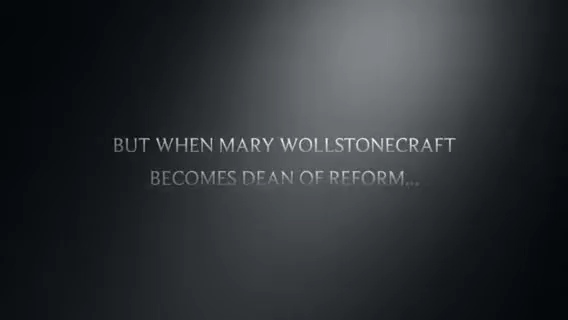 BUT WHEN MARY WOLLSTONECRAFT
BECOMES DEAN OF REFORM...